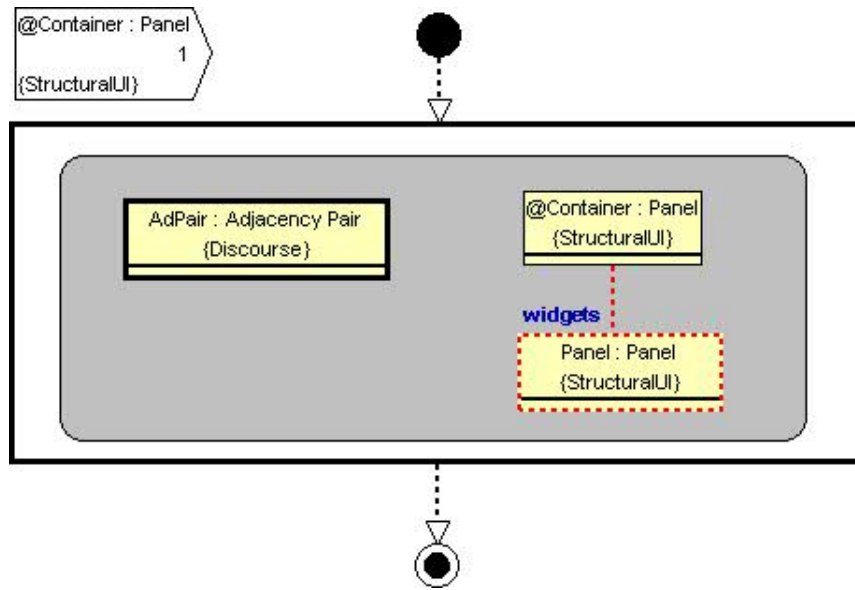 @Container : Panel
1
{StructuralUI}
AdPair : Adjacency Pair
{Discourse}
@Container : Panel
{StructuralUI}
widgets
Panel : Panel
{StructuralUI}